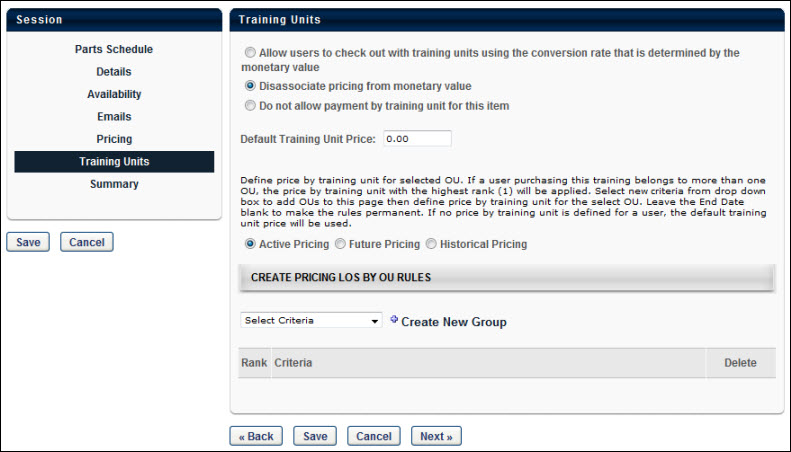 Session
Parts Schedule
Details
Availability
Emails
Pricing
Training Units
Summary
Save
Cancel
Training Units
Allow users to check out with training units using the conversion rate that is determined by the
monetary value
Disassociate pricing from monetary value
Do not allow payment by training unit for this item
Default Training Unit Price: 0.00
Define price by training unit for selected OU. If a user purchasing this training belongs to more than one
OU, the price by training unit with the highest rank (1) will be applied. Select new criteria from drop down
box to add OUs to this page then define price by training unit for the select OU. Leave the End Date
blank to make the rules permanent. If no price by training unit is defined for a user, the default training
unit price will be used.
Active Pricing Future Pricing Historical Pricing
CREATE PRICING LOS BY OU RULES
Select Criteria Create New Group
Rank Criteria Delete
« Back Save Cancel Next »